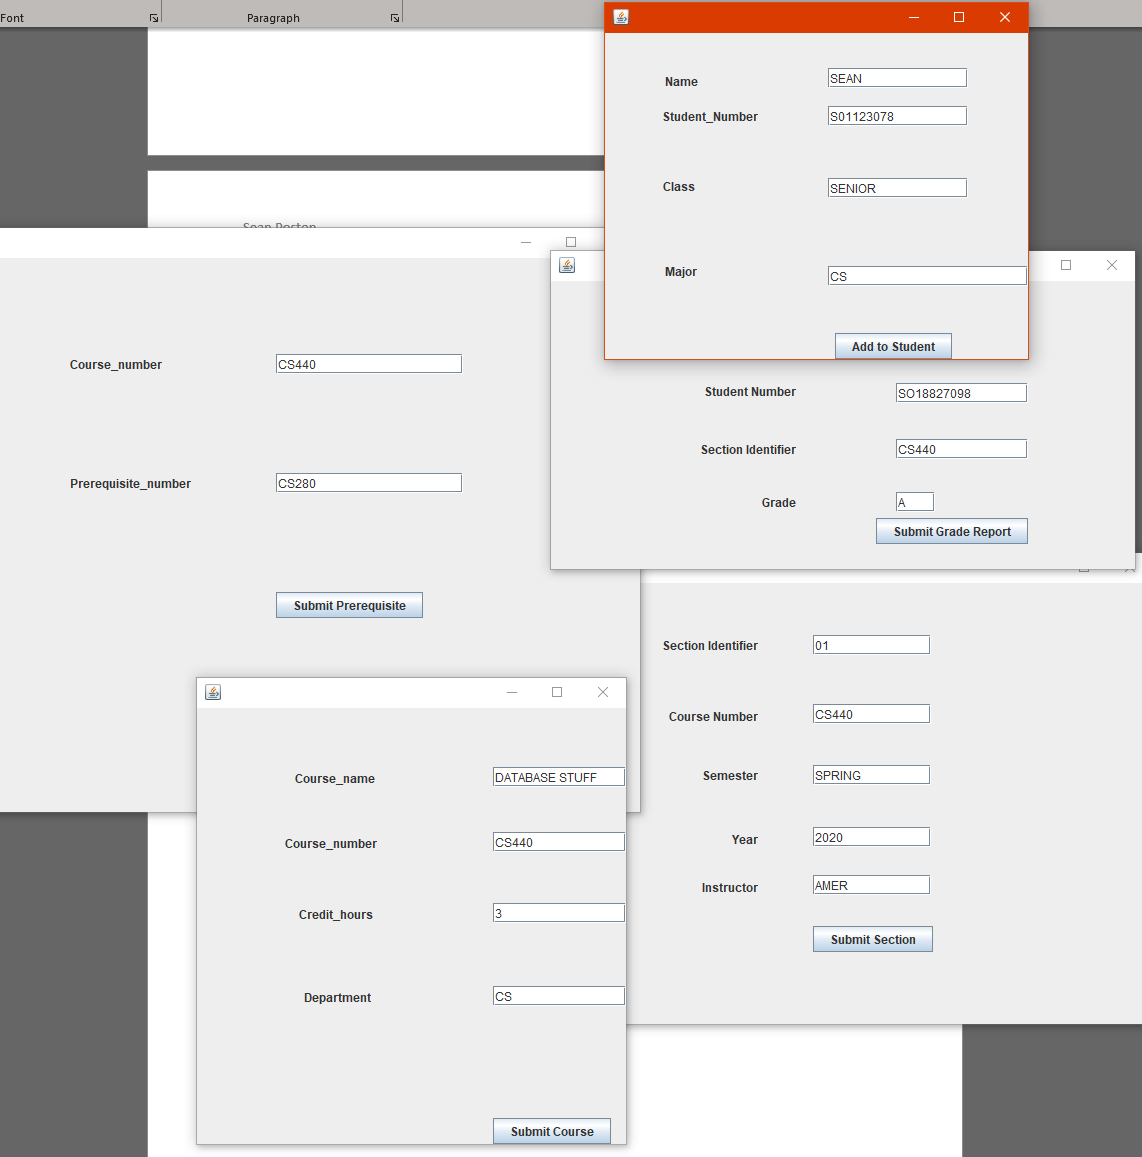 Font
Paragraph
Name
SEAN
Student_Number
S01123078
Class
SENIOR
Major
CS
Add to Student
Course_number
CS440
Prerequisite_number
CS280
Submit Prerequisite
Student Number
SO18827098
Section Identifier
CS440
Grade
A
Submit Grade Report
Section Identifier
01
Course Number
CS440
Semester
SPRING
Year
2020
Instructor
AMER
Submit Section
Course_name
DATABASE STUFF
Course_number
CS440
Credit_hours
3
Department
CS
Submit Course